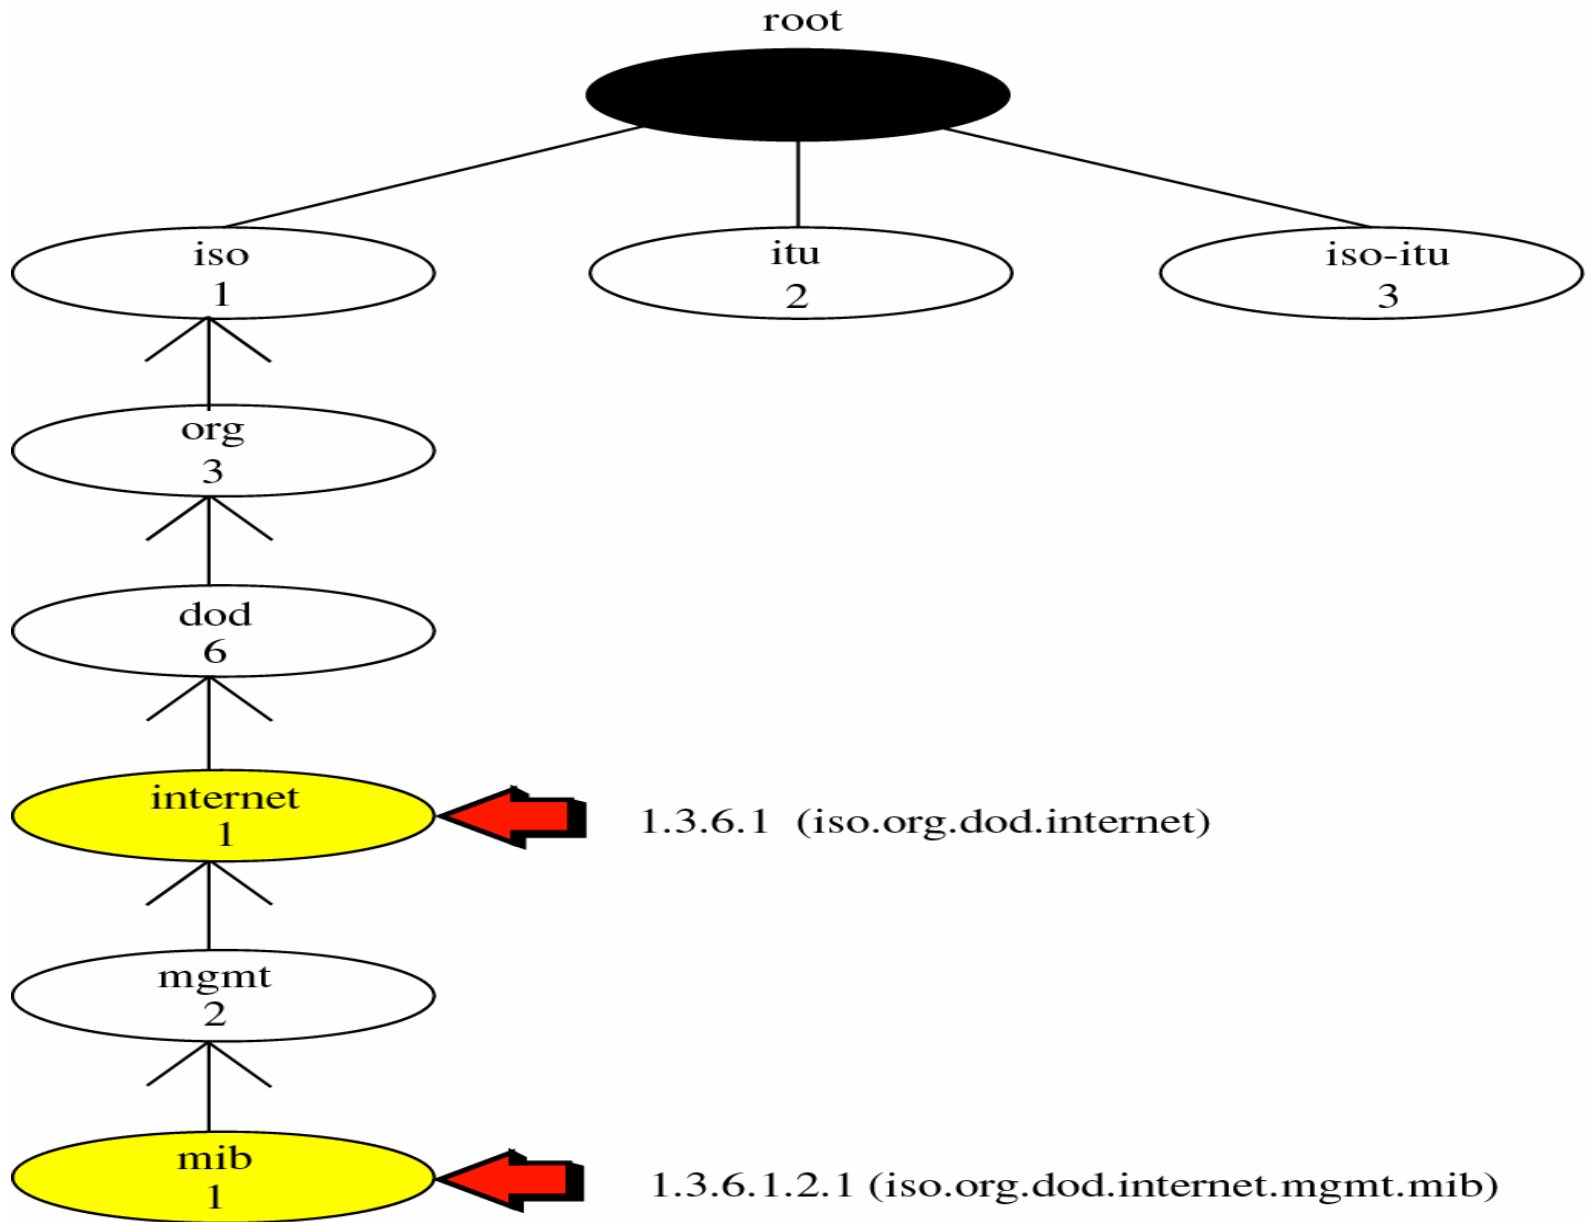 root
iso
1
itu
2
iso-itu
3
org
3
dod
6
internet
1
1.3.6.1 (iso.org.dod.internet)
mgmt
2
mib
1
1.3.6.1.2.1 (iso.org.dod.internet.mgmt.mib)